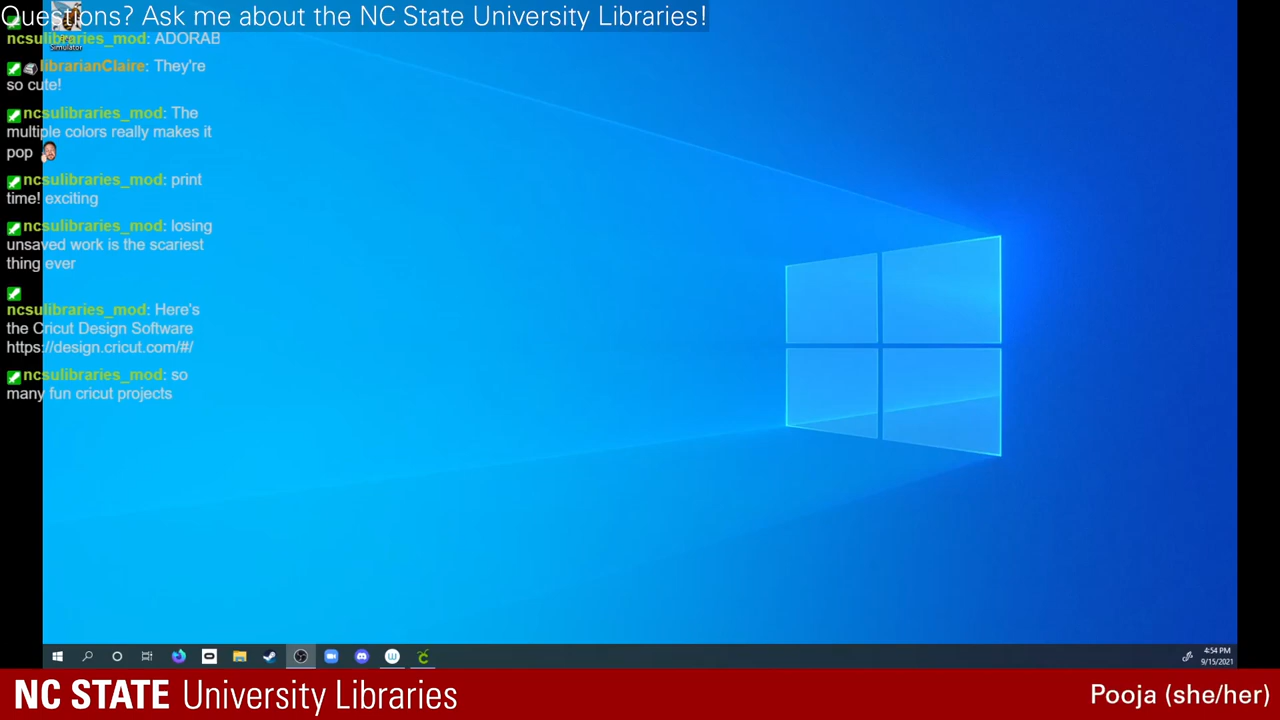 Questions? Ask me about the NC State University Libraries!
Simulator
ncsulibraries_mod: ADORAB
librarianClaire: They're
so cute!
ncsulibraries_mod: The
multiple colors really makes it
pop
ncsulibraries_mod: print
time! exciting
ncsulibraries_mod: losing
unsaved work is the scariest
thing ever
ncsulibraries_mod: Here's
the Cricut Design Software
https://design.cricut.com/#/
ncsulibraries_mod: so
many fun cricut projects
4:54 PM
9/15/2021
NC STATE University Libraries
Pooja (she/her)